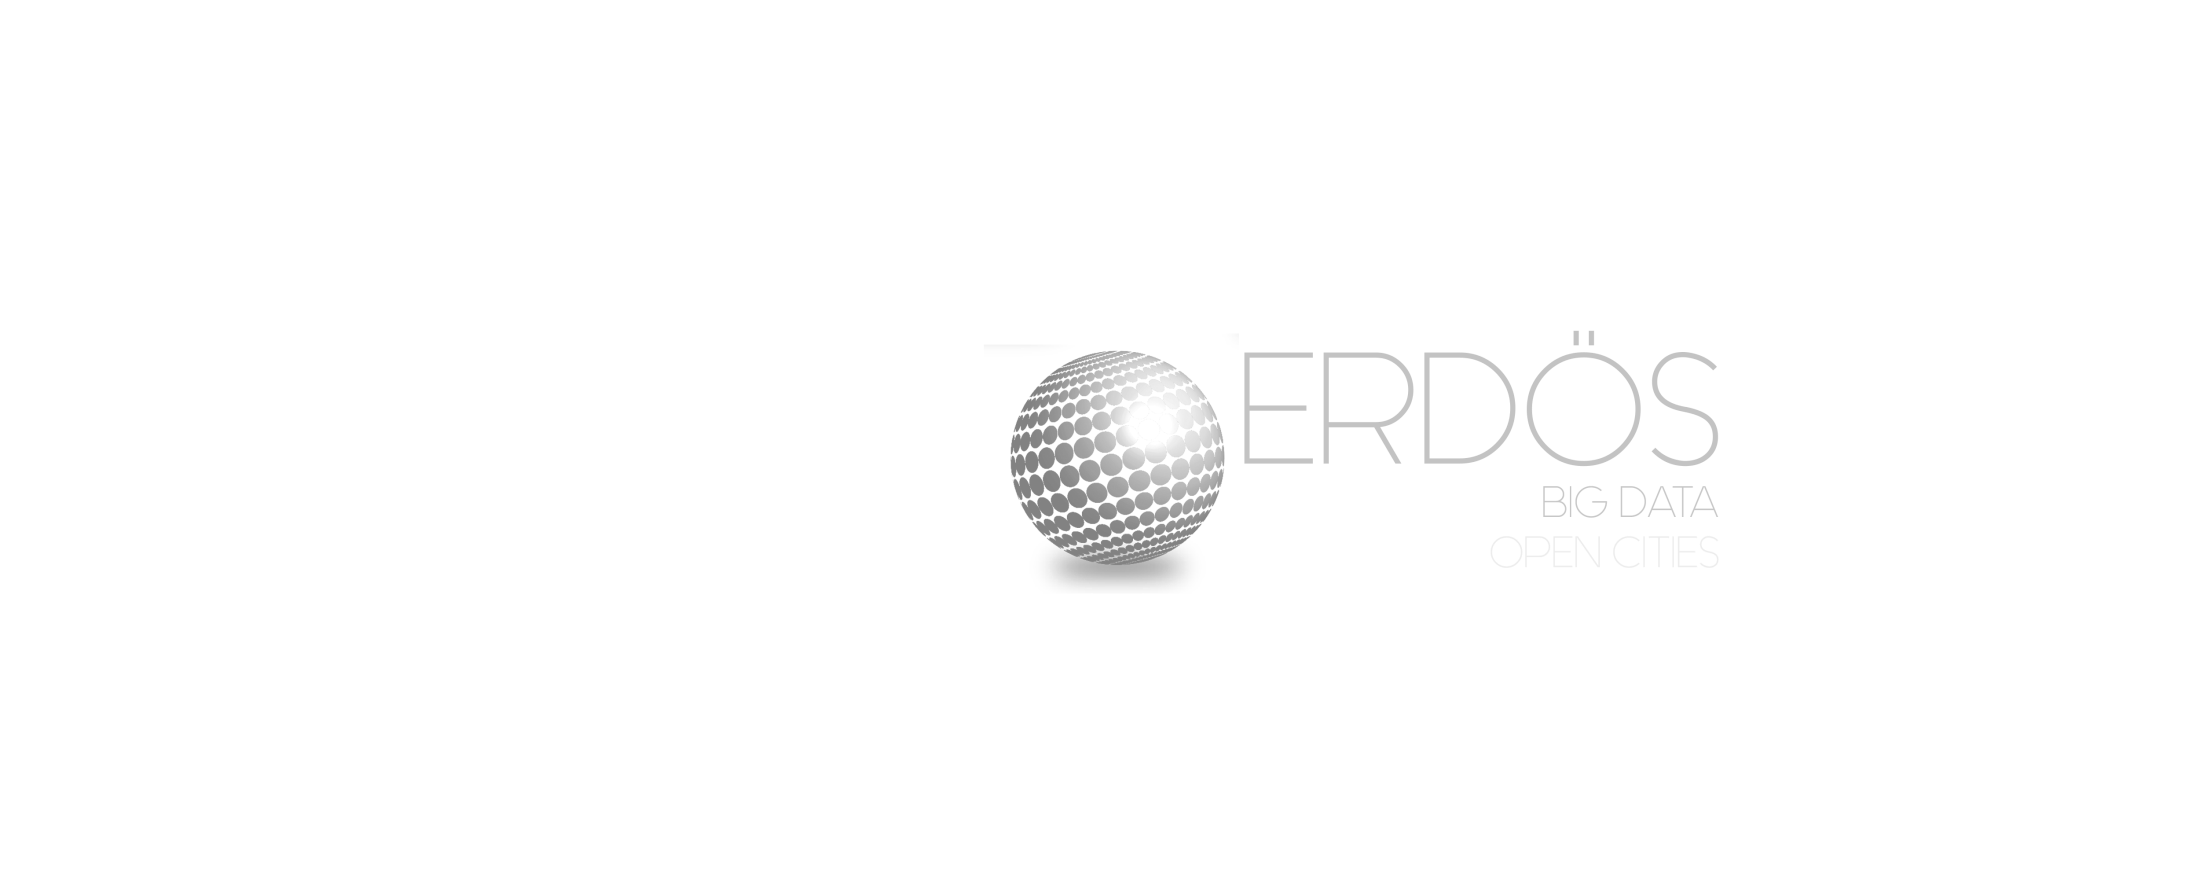 ERDÖS
BIG DATA
OPEN CITIES